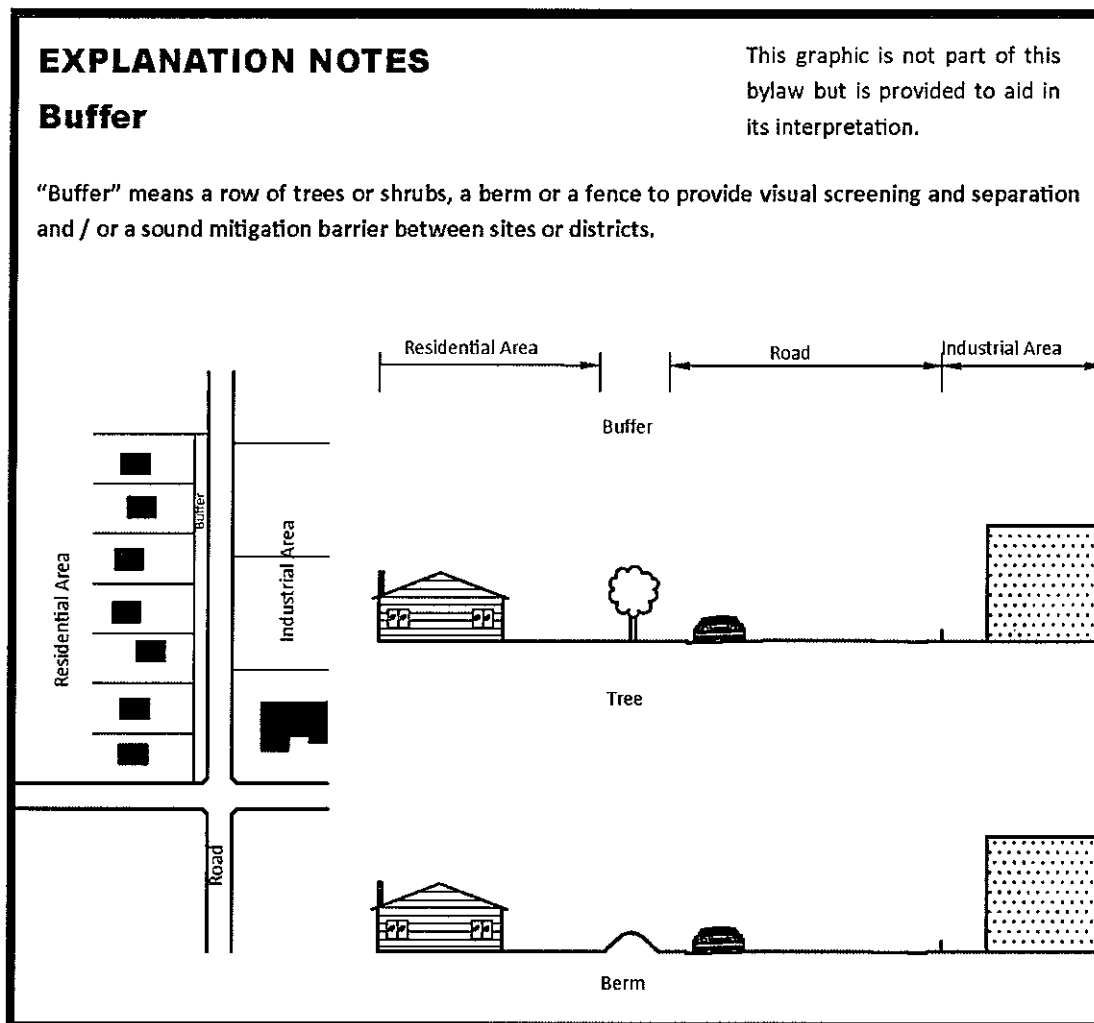 EXPLANATION NOTES
Buffer
This graphic is not part of this
bylaw but is provided to aid in
its interpretation.
“Buffer” means a row of trees or shrubs, a berm or a fence to provide visual screening and separation
and / or a sound mitigation barrier between sites or districts.
Residential Area
Road
Industrial Area
Buffer
Residential Area
Buffer
Industrial Area
Tree
Road
Berm